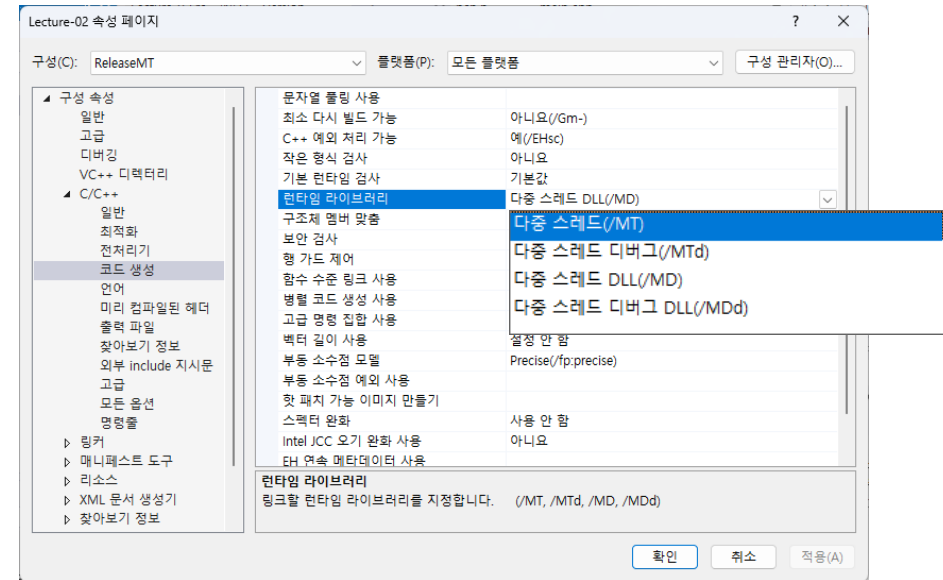 Lecture-02 속성 페이지
?
구성(C):
ReleaseMT
플랫폼(P):
모든 플랫폼
구성 관리자(O)...
구성 속성
일반
고급
디버깅
VC++ 디렉터리
C/C++
일반
최적화
전처리기
코드 생성
언어
미리 컴파일된 헤더
출력 파일
찾아보기 정보
외부 include 지시문
고급
모든 옵션
명령줄
링커
매니페스트 도구
리소스
XML 문서 생성기
찾아보기 정보
문자열 풀링 사용
최소 다시 빌드 가능 아니요(/Gm-)
C++ 예외 처리 가능 예(/EHsc)
작은 형식 검사 아니요
기본 런타임 검사 기본값
런타임 라이브러리 다중 스레드 DLL(/MD)
구조체 멤버 맞춤
보안 검사
행 가드 제어
함수 수준 링크 사용
병렬 코드 생성 사용
고급 명령 집합 사용
벡터 길이 사용 설정 안 함
부동 소수점 모델 Precise(/fp:precise)
부동 소수점 예외 사용
핫 패치 가능 이미지 만들기
스펙터 완화 사용 안 함
Intel JCC 오기 완화 사용 아니요
EH 연속 메타데이터 사용
다중 스레드(/MT)
다중 스레드 디버그(/MTd)
다중 스레드 DLL(/MD)
다중 스레드 디버그 DLL(/MDd)
런타임 라이브러리
링크할 런타임 라이브러리를 지정합니다. (/MT, /MTd, /MD, /MDd)
확인
취소
적용(A)